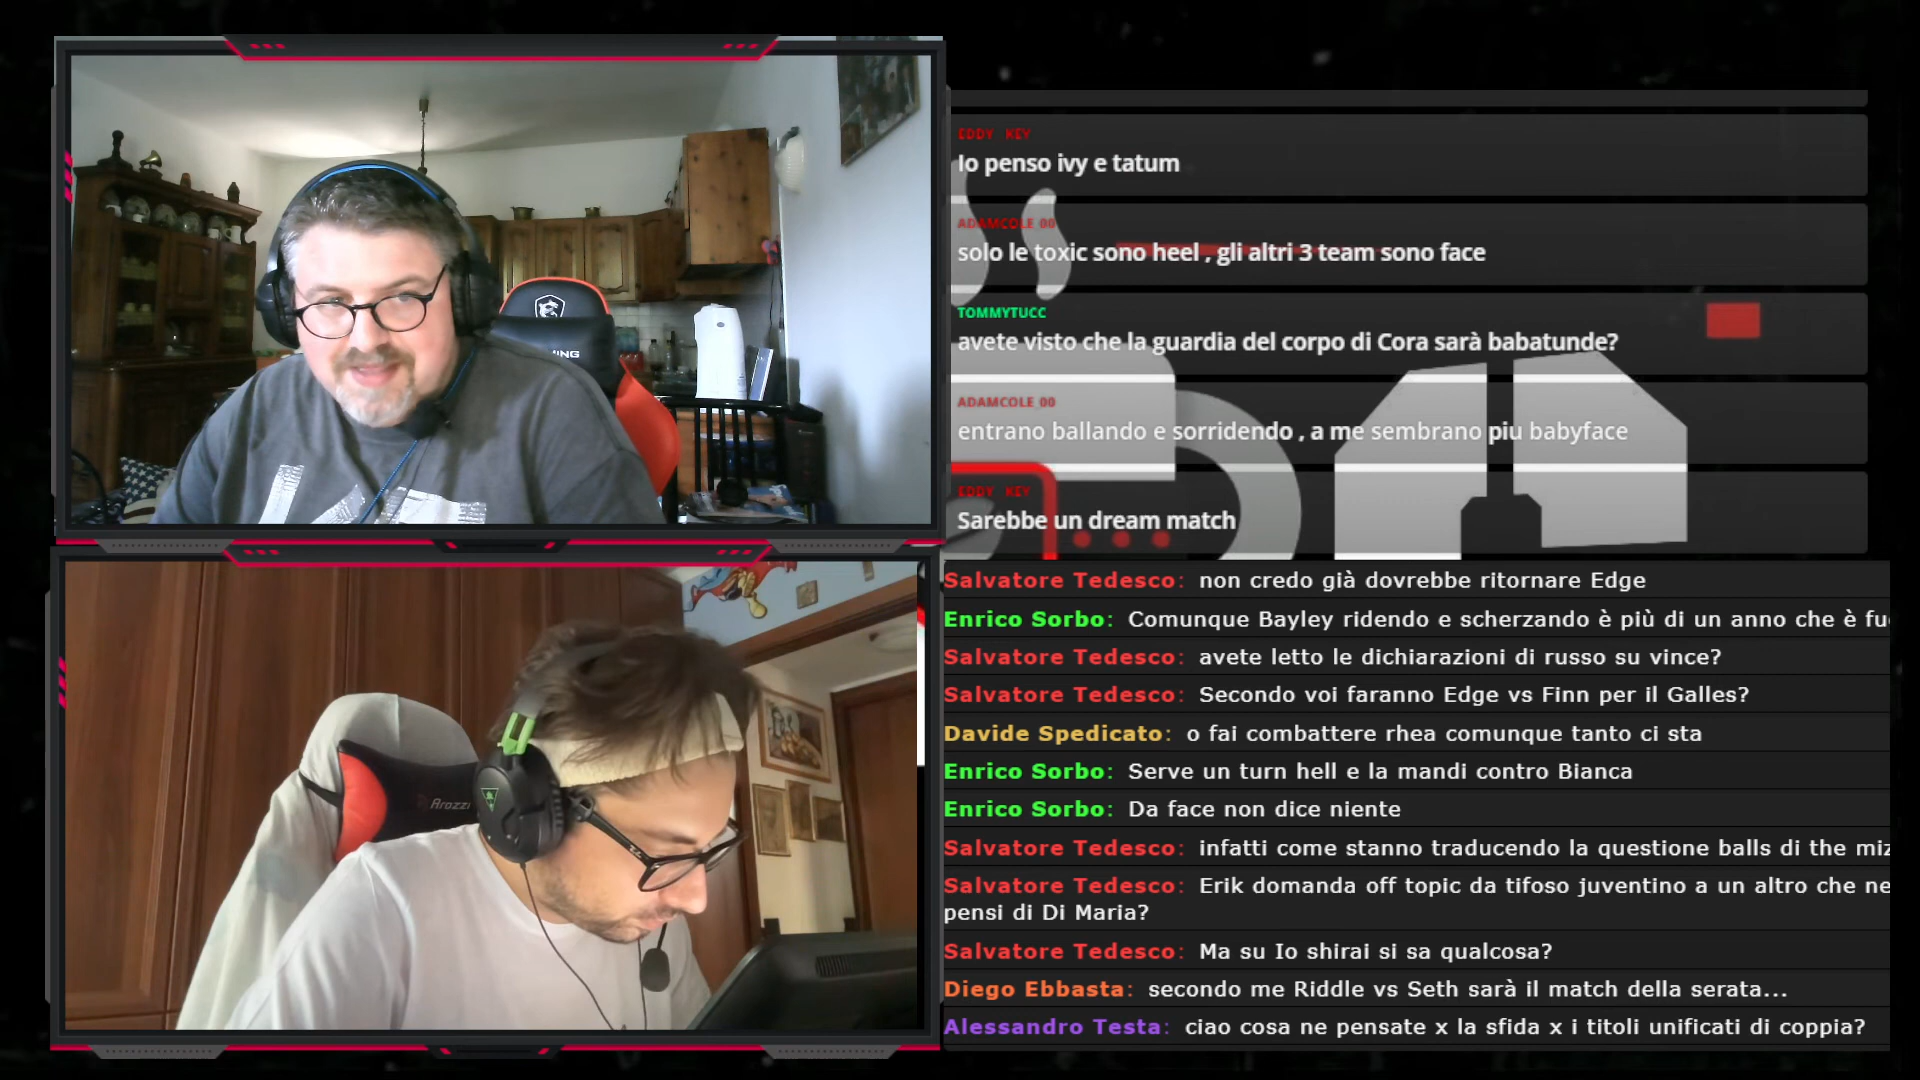 EDDY KEY
Io penso ivy e tatum
ADAMCOLE_00
solo le toxic sono heel , gli altri 3 team sono face
TOMMYTUCC
avete visto che la guardia del corpo di Cora sarà babatunde?
ADAMCOLE_00
entrano ballando e sorridendo , a me sembrano piu babyface
EDDY KEY
Sarebbe un dream match
Salvatore Tedesco: non credo già dovrebbe ritornare Edge
Enrico Sorbo: Comunque Bayley ridendo e scherzando è più di un anno che è fu
Salvatore Tedesco: avete letto le dichiarazioni di russo su vince?
Salvatore Tedesco: Secondo voi faranno Edge vs Finn per il Galles?
Davide Spedicato: o fai combattere rhea comunque tanto ci sta
Enrico Sorbo: Serve un turn hell e la mandi contro Bianca
Enrico Sorbo: Da face non dice niente
Salvatore Tedesco: infatti come stanno traducendo la questione balls di the miz
Salvatore Tedesco: Erik domanda off topic da tifoso juventino a un altro che ne
pensi di Di Maria?
Salvatore Tedesco: Ma su Io shirai si sa qualcosa?
Diego Ebbasta: secondo me Riddle vs Seth sarà il match della serata...
Alessandro Testa: ciao cosa ne pensate x la sfida x i titoli unificati di coppia?
Arozzi